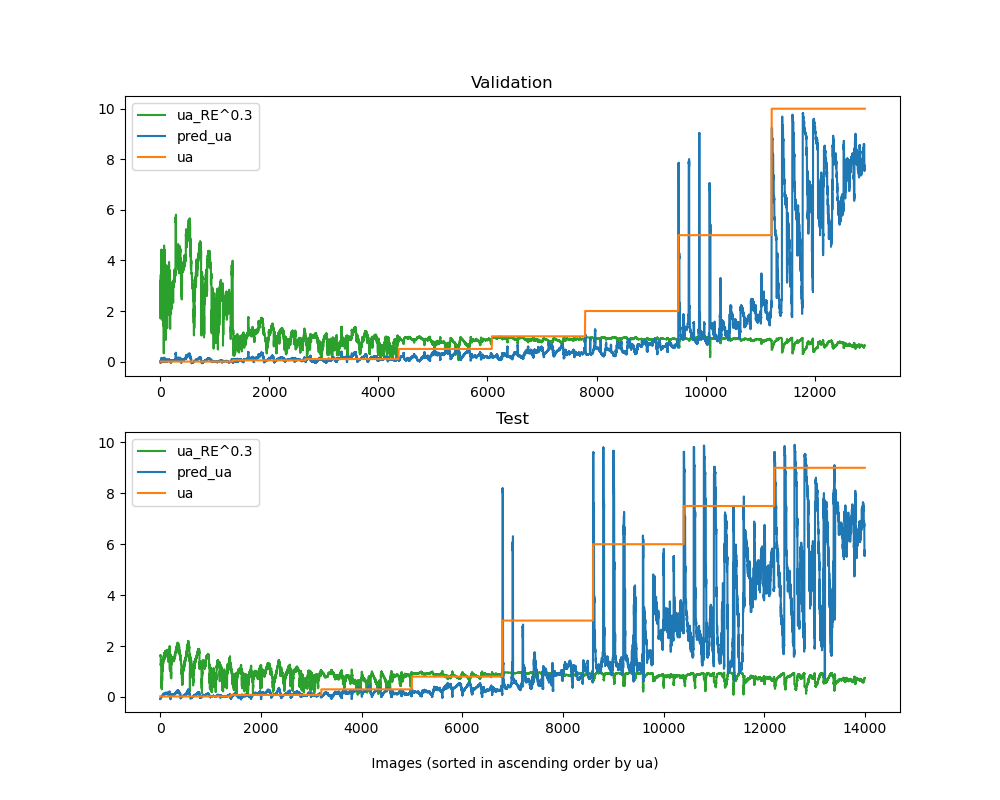 Validation
10
8
6
4
2
0
ua_RE^0.3
pred_ua
ua
0 2000 4000 6000 8000 10000 12000
Test
10
8
6
4
2
0
ua_RE^0.3
pred_ua
ua
0 2000 4000 6000 8000 10000 12000 14000
Images (sorted in ascending order by ua)